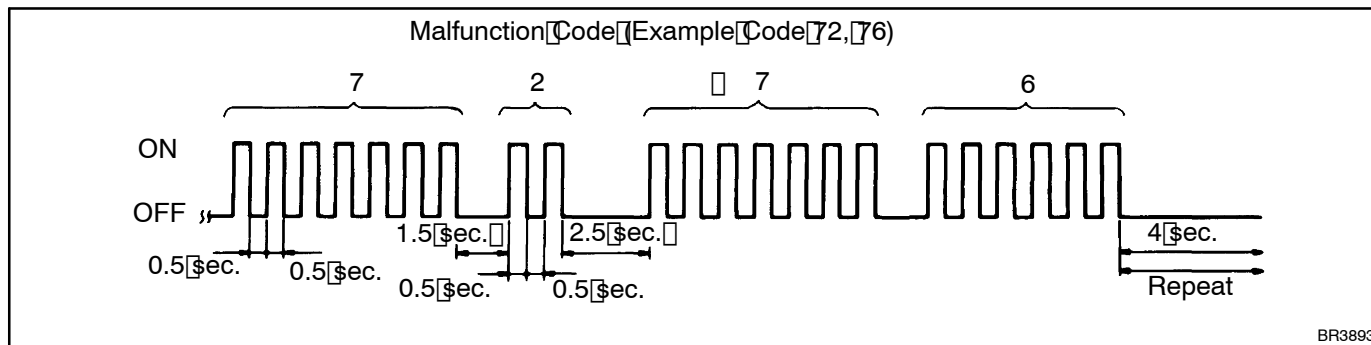 Malfunction Code (Example Code 72, 76)
7 2 7 6
ON
OFF
1.5 sec. 2.5 sec. 4 sec.
0.5 sec. 0.5 sec. 0.5 sec. 0.5 sec. Repeat
BR3893